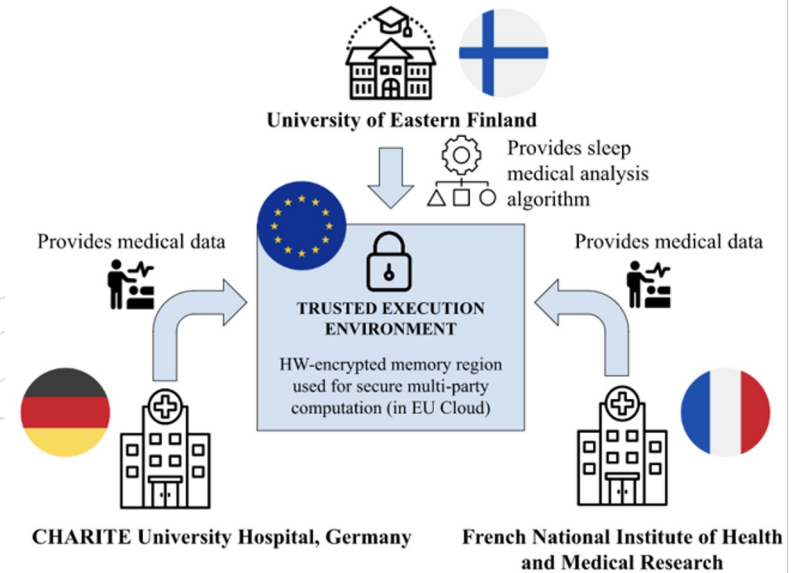 University of Eastern Finland
Provides sleep
medical analysis
algorithm
Provides medical data
Provides medical data
TRUSTED EXECUTION
ENVIRONMENT
HW-encrypted memory region
used for secure multi-party
computation (in EU Cloud)
CHARITE University Hospital, Germany
French National Institute of Health
and Medical Research